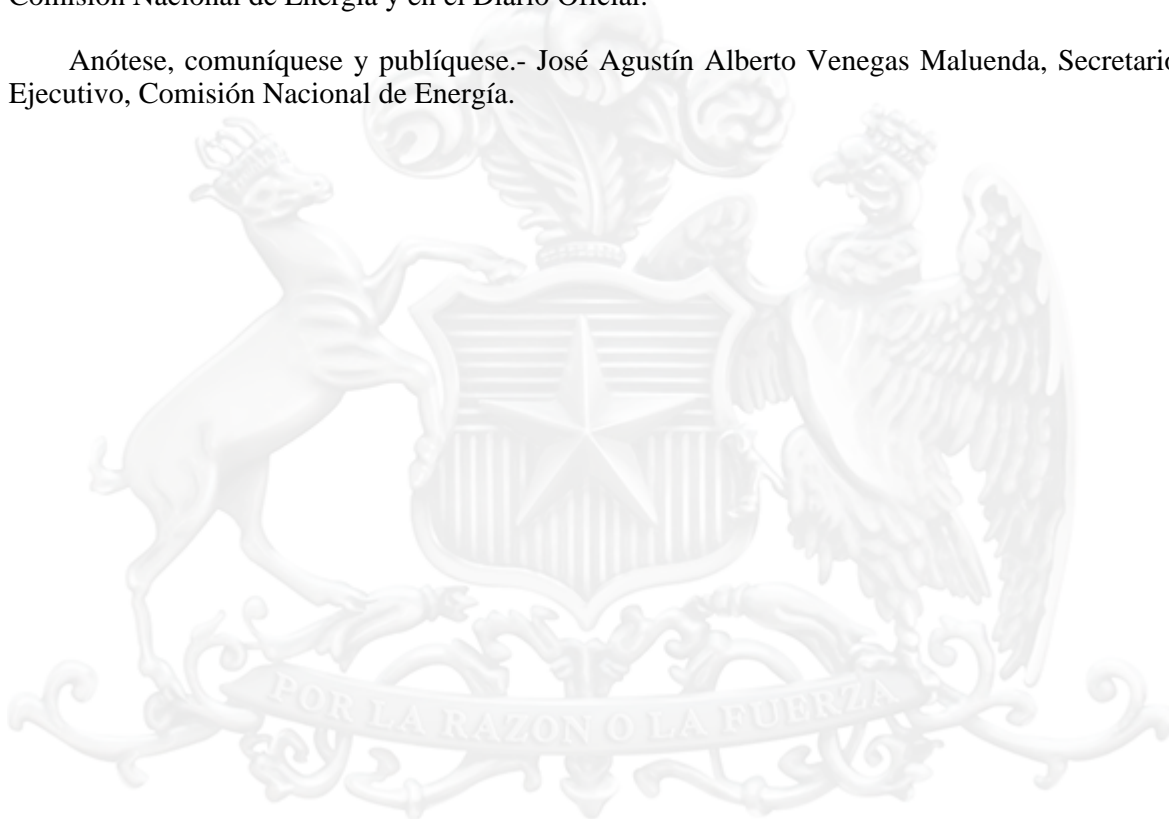 Comisión Nacional de Energía y en el Diario Oficial.
Anótese, comuníquese y publíquese.- José Agustín Alberto Venegas Maluenda, Secretario
Ejecutivo, Comisión Nacional de Energía.
POR LA RAZON O LA FUERZA